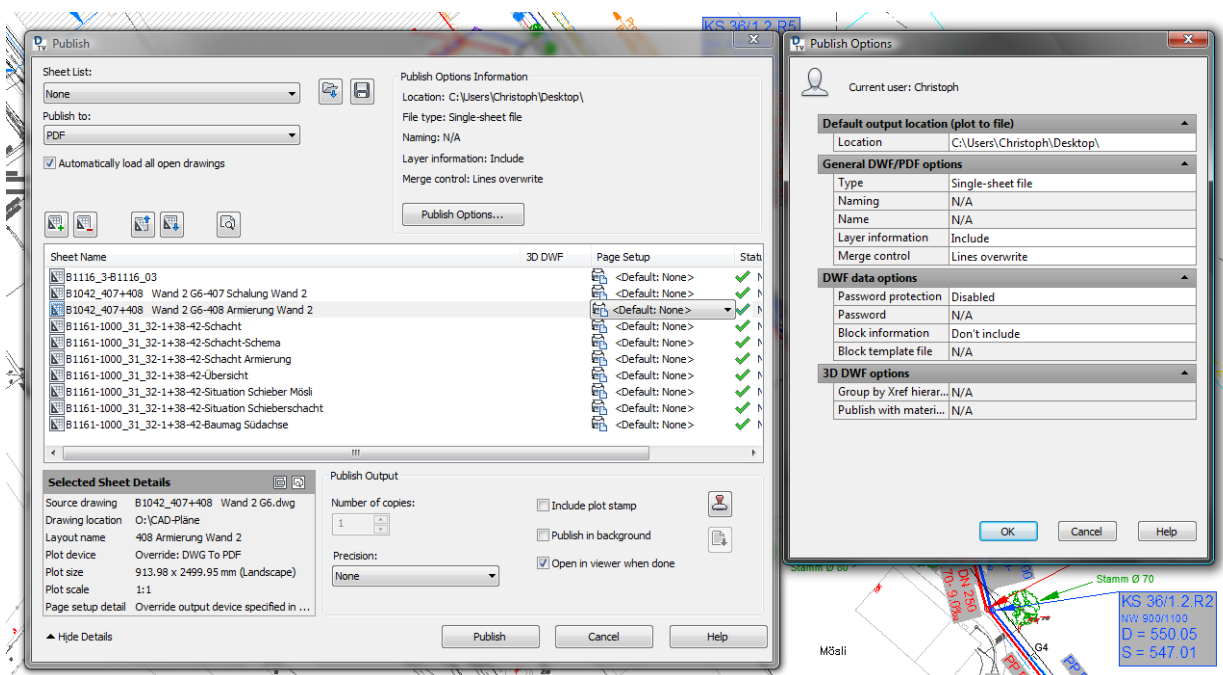 KS 36/1.2.R5
Publish
Sheet List:
None
Publish to:
PDF
Automatically load all open drawings
Publish Options Information
Location: C:\Users\Christoph\Desktop\
File type: Single-sheet file
Naming: N/A
Layer information: Include
Merge control: Lines overwrite
Publish Options...
Sheet Name 3D DWF Page Setup Statu
B1116_3-B1116_03 <Default: None> N
B1042_407+408 Wand 2 G6-407 Schalung Wand 2 <Default: None> N
B1042_407+408 Wand 2 G6-408 Armierung Wand 2 <Default: None> N
B1161-1000_31_32-1+38-42-Schacht <Default: None> N
B1161-1000_31_32-1+38-42-Schacht-Schema <Default: None> N
B1161-1000_31_32-1+38-42-Schacht Armierung <Default: None> N
B1161-1000_31_32-1+38-42-Übersicht <Default: None> N
B1161-1000_31_32-1+38-42-Situation Schieber Mösli <Default: None> N
B1161-1000_31_32-1+38-42-Situation Schieberschacht <Default: None> N
B1161-1000_31_32-1+38-42-Baumag Südachse <Default: None> N
Selected Sheet Details
Source drawing B1042_407+408 Wand 2 G6.dwg
Drawing location O:\CAD-Pläne
Layout name 408 Armierung Wand 2
Plot device Override: DWG To PDF
Plot size 913.98 x 2499.95 mm (Landscape)
Plot scale 1:1
Page setup detail Override output device specified in ...
Publish Output
Number of copies:
1
Precision:
None
Include plot stamp
Publish in background
Open in viewer when done
Hide Details
Publish Cancel Help
Publish Options
Current user: Christoph
Default output location (plot to file)
Location C:\Users\Christoph\Desktop\
General DWF/PDF options
Type Single-sheet file
Naming N/A
Name N/A
Layer information Include
Merge control Lines overwrite
DWF data options
Password protection Disabled
Password N/A
Block information Don't include
Block template file N/A
3D DWF options
Group by Xref hierar... N/A
Publish with materi... N/A
OK Cancel Help
Stamm Ø 80
DN 250
70- 9.0‰
Stamm Ø 70
KS 36/1.2.R2
NW 900/1100
D = 550.05
S = 547.01
Mösli
G4